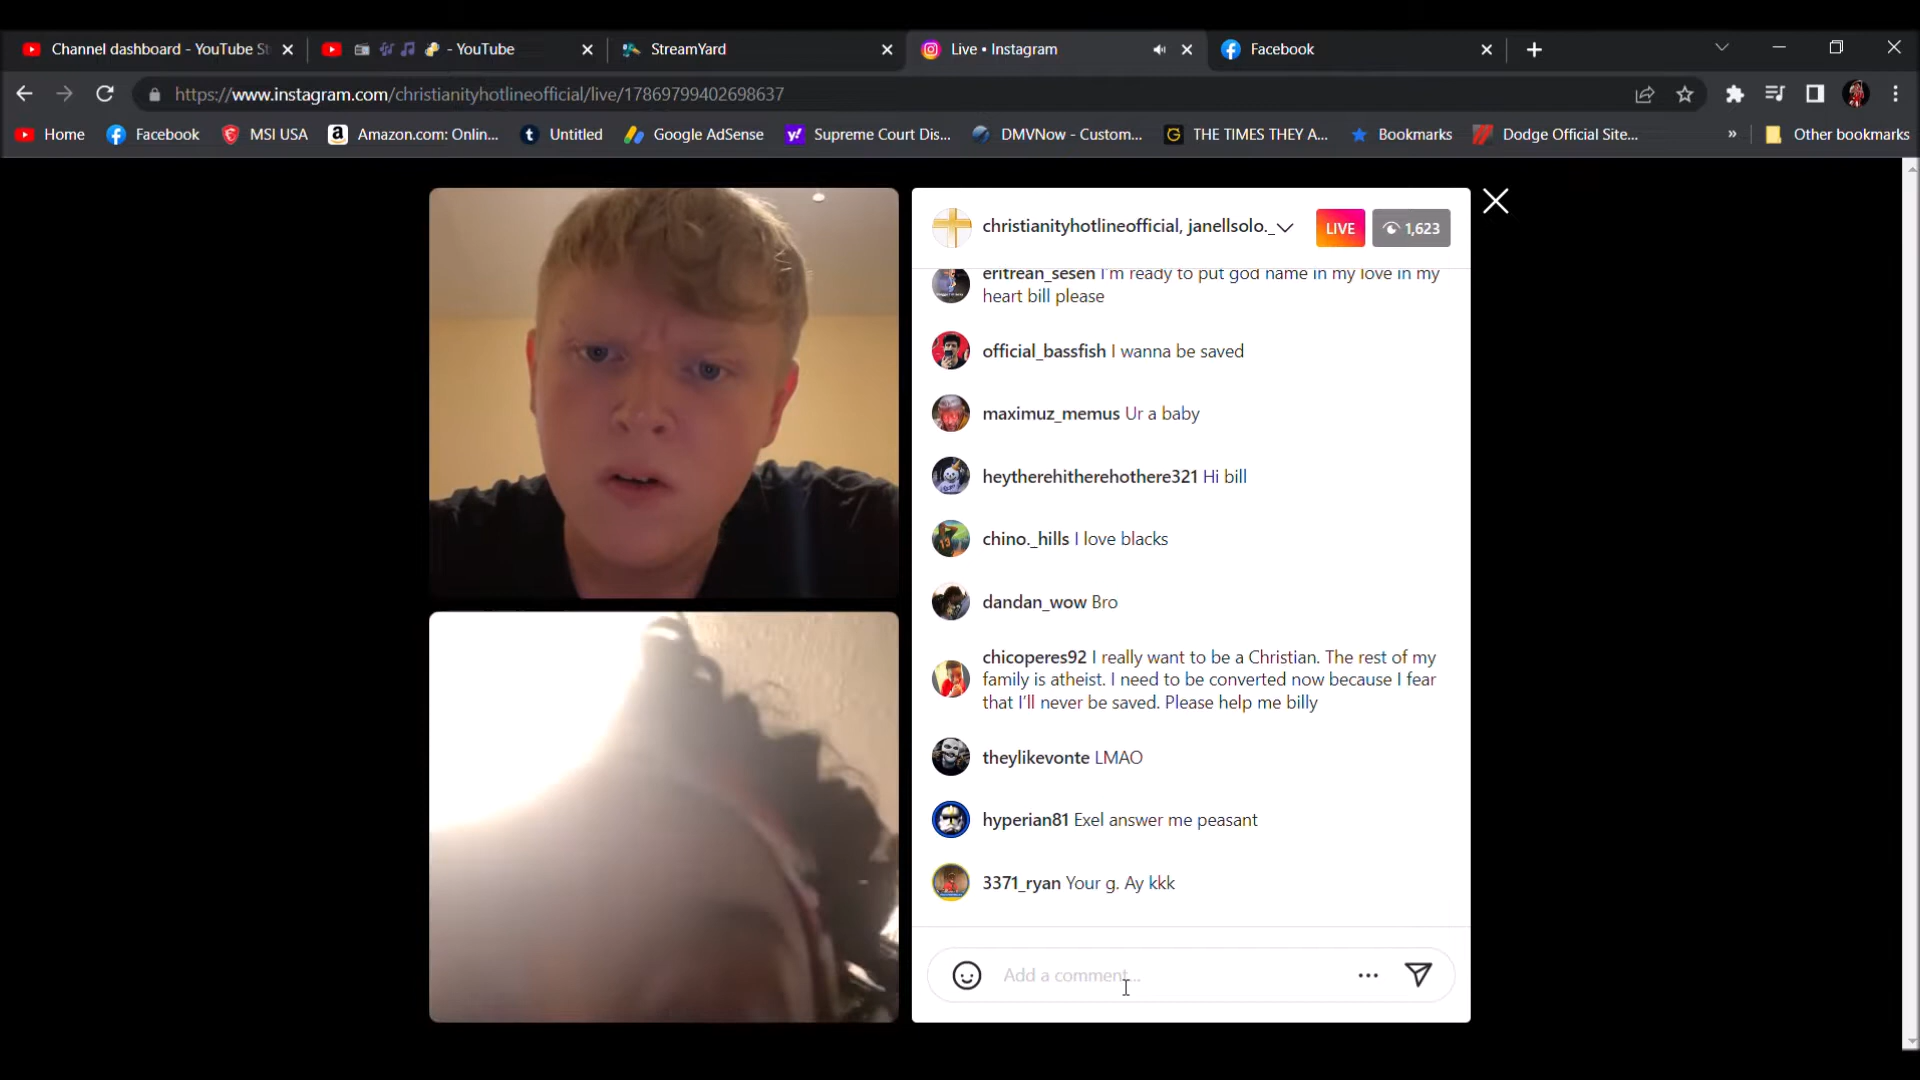 Channel dashboard - YouTube St
- YouTube
StreamYard
Live • Instagram
Facebook
https://www.instagram.com/christianityhotlineofficial/live/17869799402698637
Home
Facebook
MSI USA
Amazon.com: Onlin...
Untitled
Google AdSense
Supreme Court Dis...
DMVNow - Custom...
THE TIMES THEY A...
Bookmarks
Dodge Official Site...
»
Other bookmarks
christianityhotlineofficial, janellsolo._
LIVE
1,623
eritrean_sesen I'm ready to put god name in my love in my
heart bill please
official_bassfish I wanna be saved
maximuz_memus Ur a baby
heytherehitherehothere321 Hi bill
chino._hills I love blacks
dandan_wow Bro
chicoperes92 I really want to be a Christian. The rest of my
family is atheist. I need to be converted now because I fear
that I'll never be saved. Please help me billy
theylikevonte LMAO
hyperian81 Exel answer me peasant
3371_ryan Your g. Ay kkk
Add a comment...